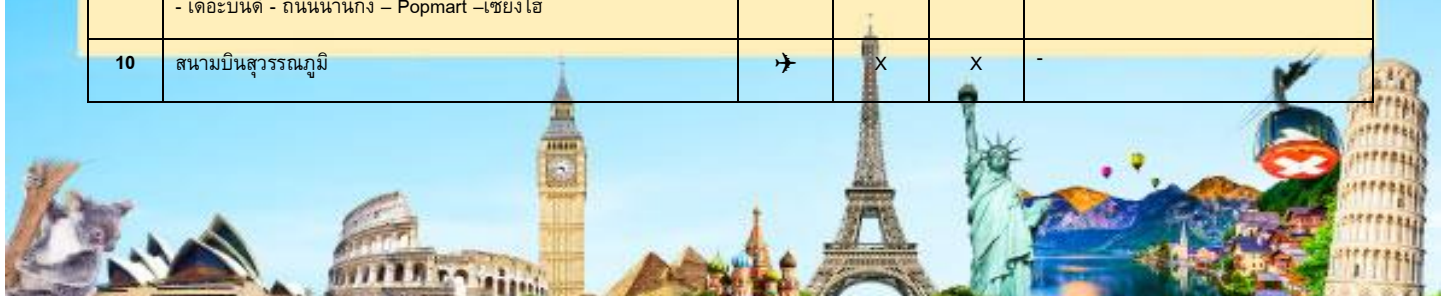 - เดอะบันด์ - ถนนนานกิง – Popmart –เซี่ยงไฮ้
10 สนามบินสุวรรณภูมิ ✈ X X -